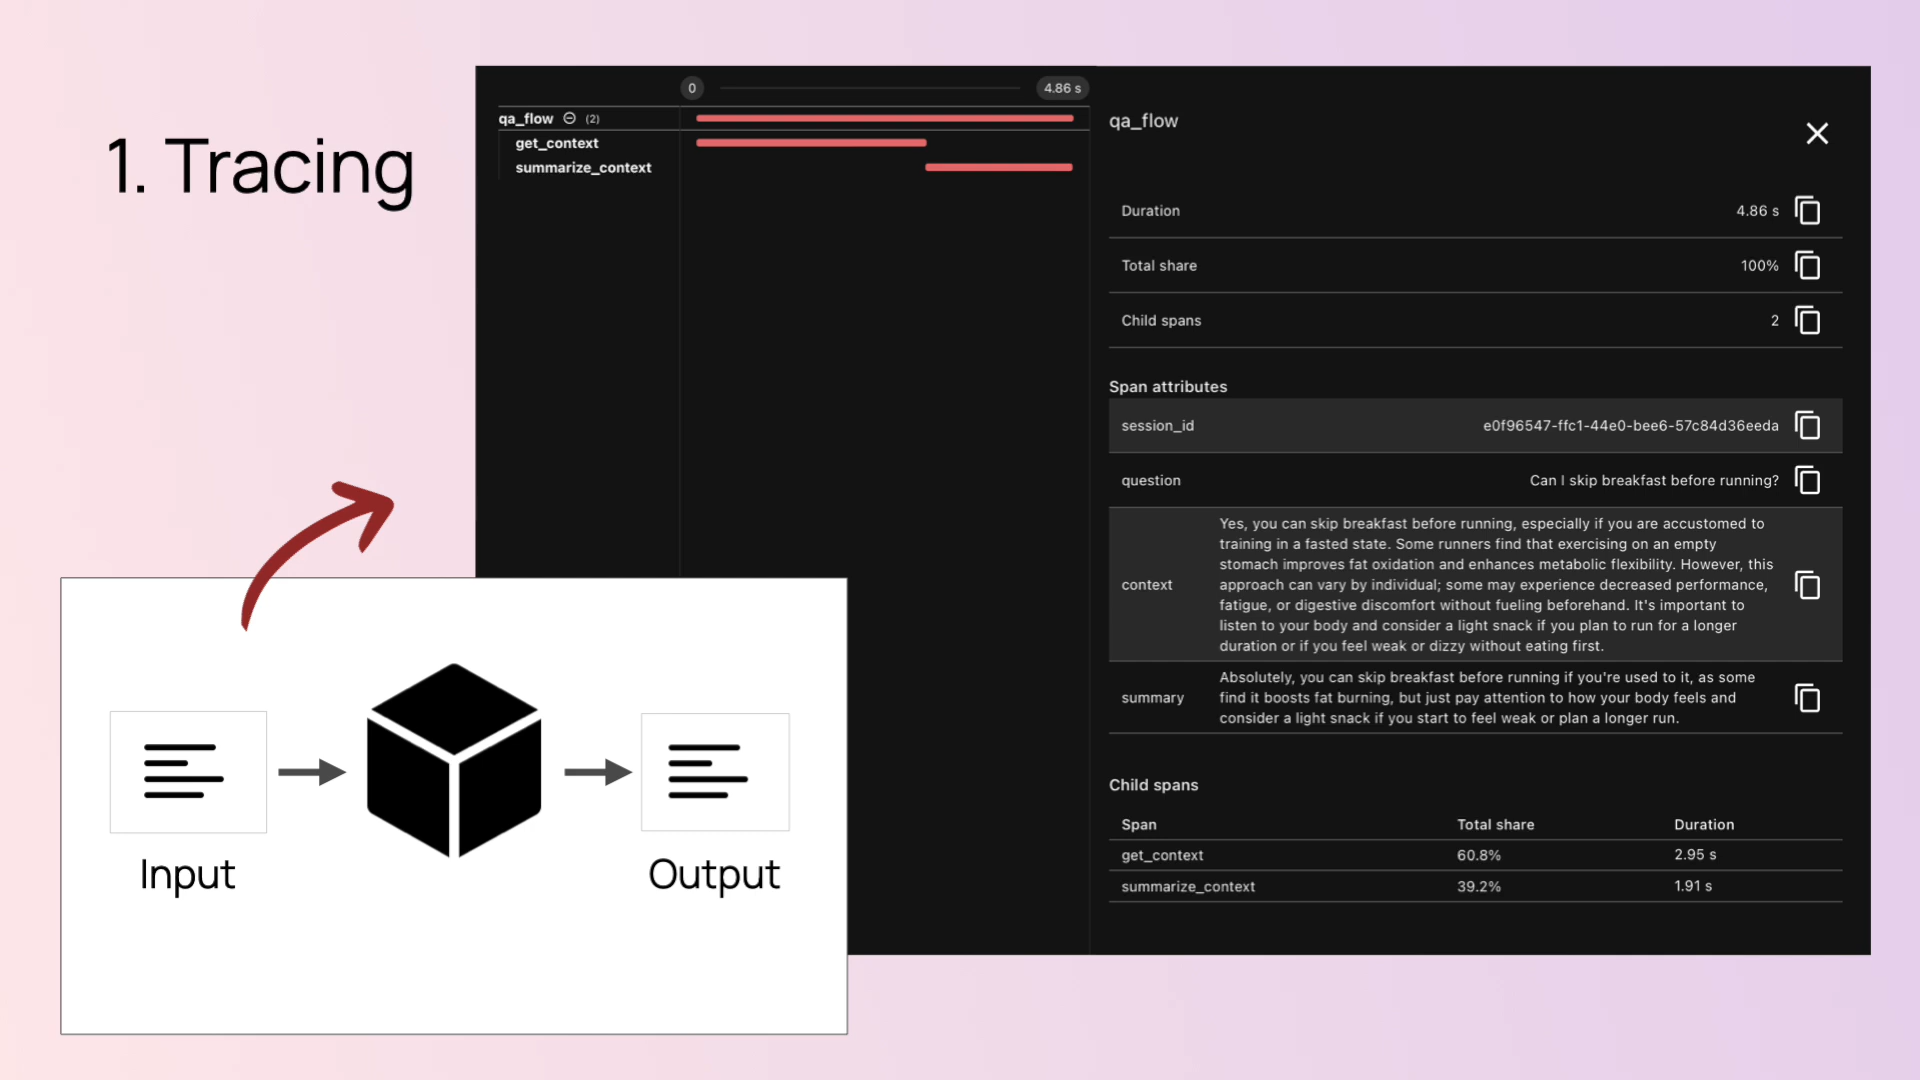 1. Tracing
0
4.86 s
qa_flow (2)
get_context
summarize_context
qa_flow
Duration 4.86 s
Total share 100%
Child spans 2
Span attributes
session_id e0f96547-ffc1-44e0-bee6-57c84d36eeda
question Can I skip breakfast before running?
context
Yes, you can skip breakfast before running, especially if you are accustomed to
training in a fasted state. Some runners find that exercising on an empty
stomach improves fat oxidation and enhances metabolic flexibility. However, this
approach can vary by individual; some may experience decreased performance,
fatigue, or digestive discomfort without fueling beforehand. It's important to
listen to your body and consider a light snack if you plan to run for a longer
duration or if you feel weak or dizzy without eating first.
summary
Absolutely, you can skip breakfast before running if you're used to it, as some
find it boosts fat burning, but just pay attention to how your body feels and
consider a light snack if you start to feel weak or plan a longer run.
Child spans
Span Total share Duration
get_context 60.8% 2.95 s
summarize_context 39.2% 1.91 s
Input
Output